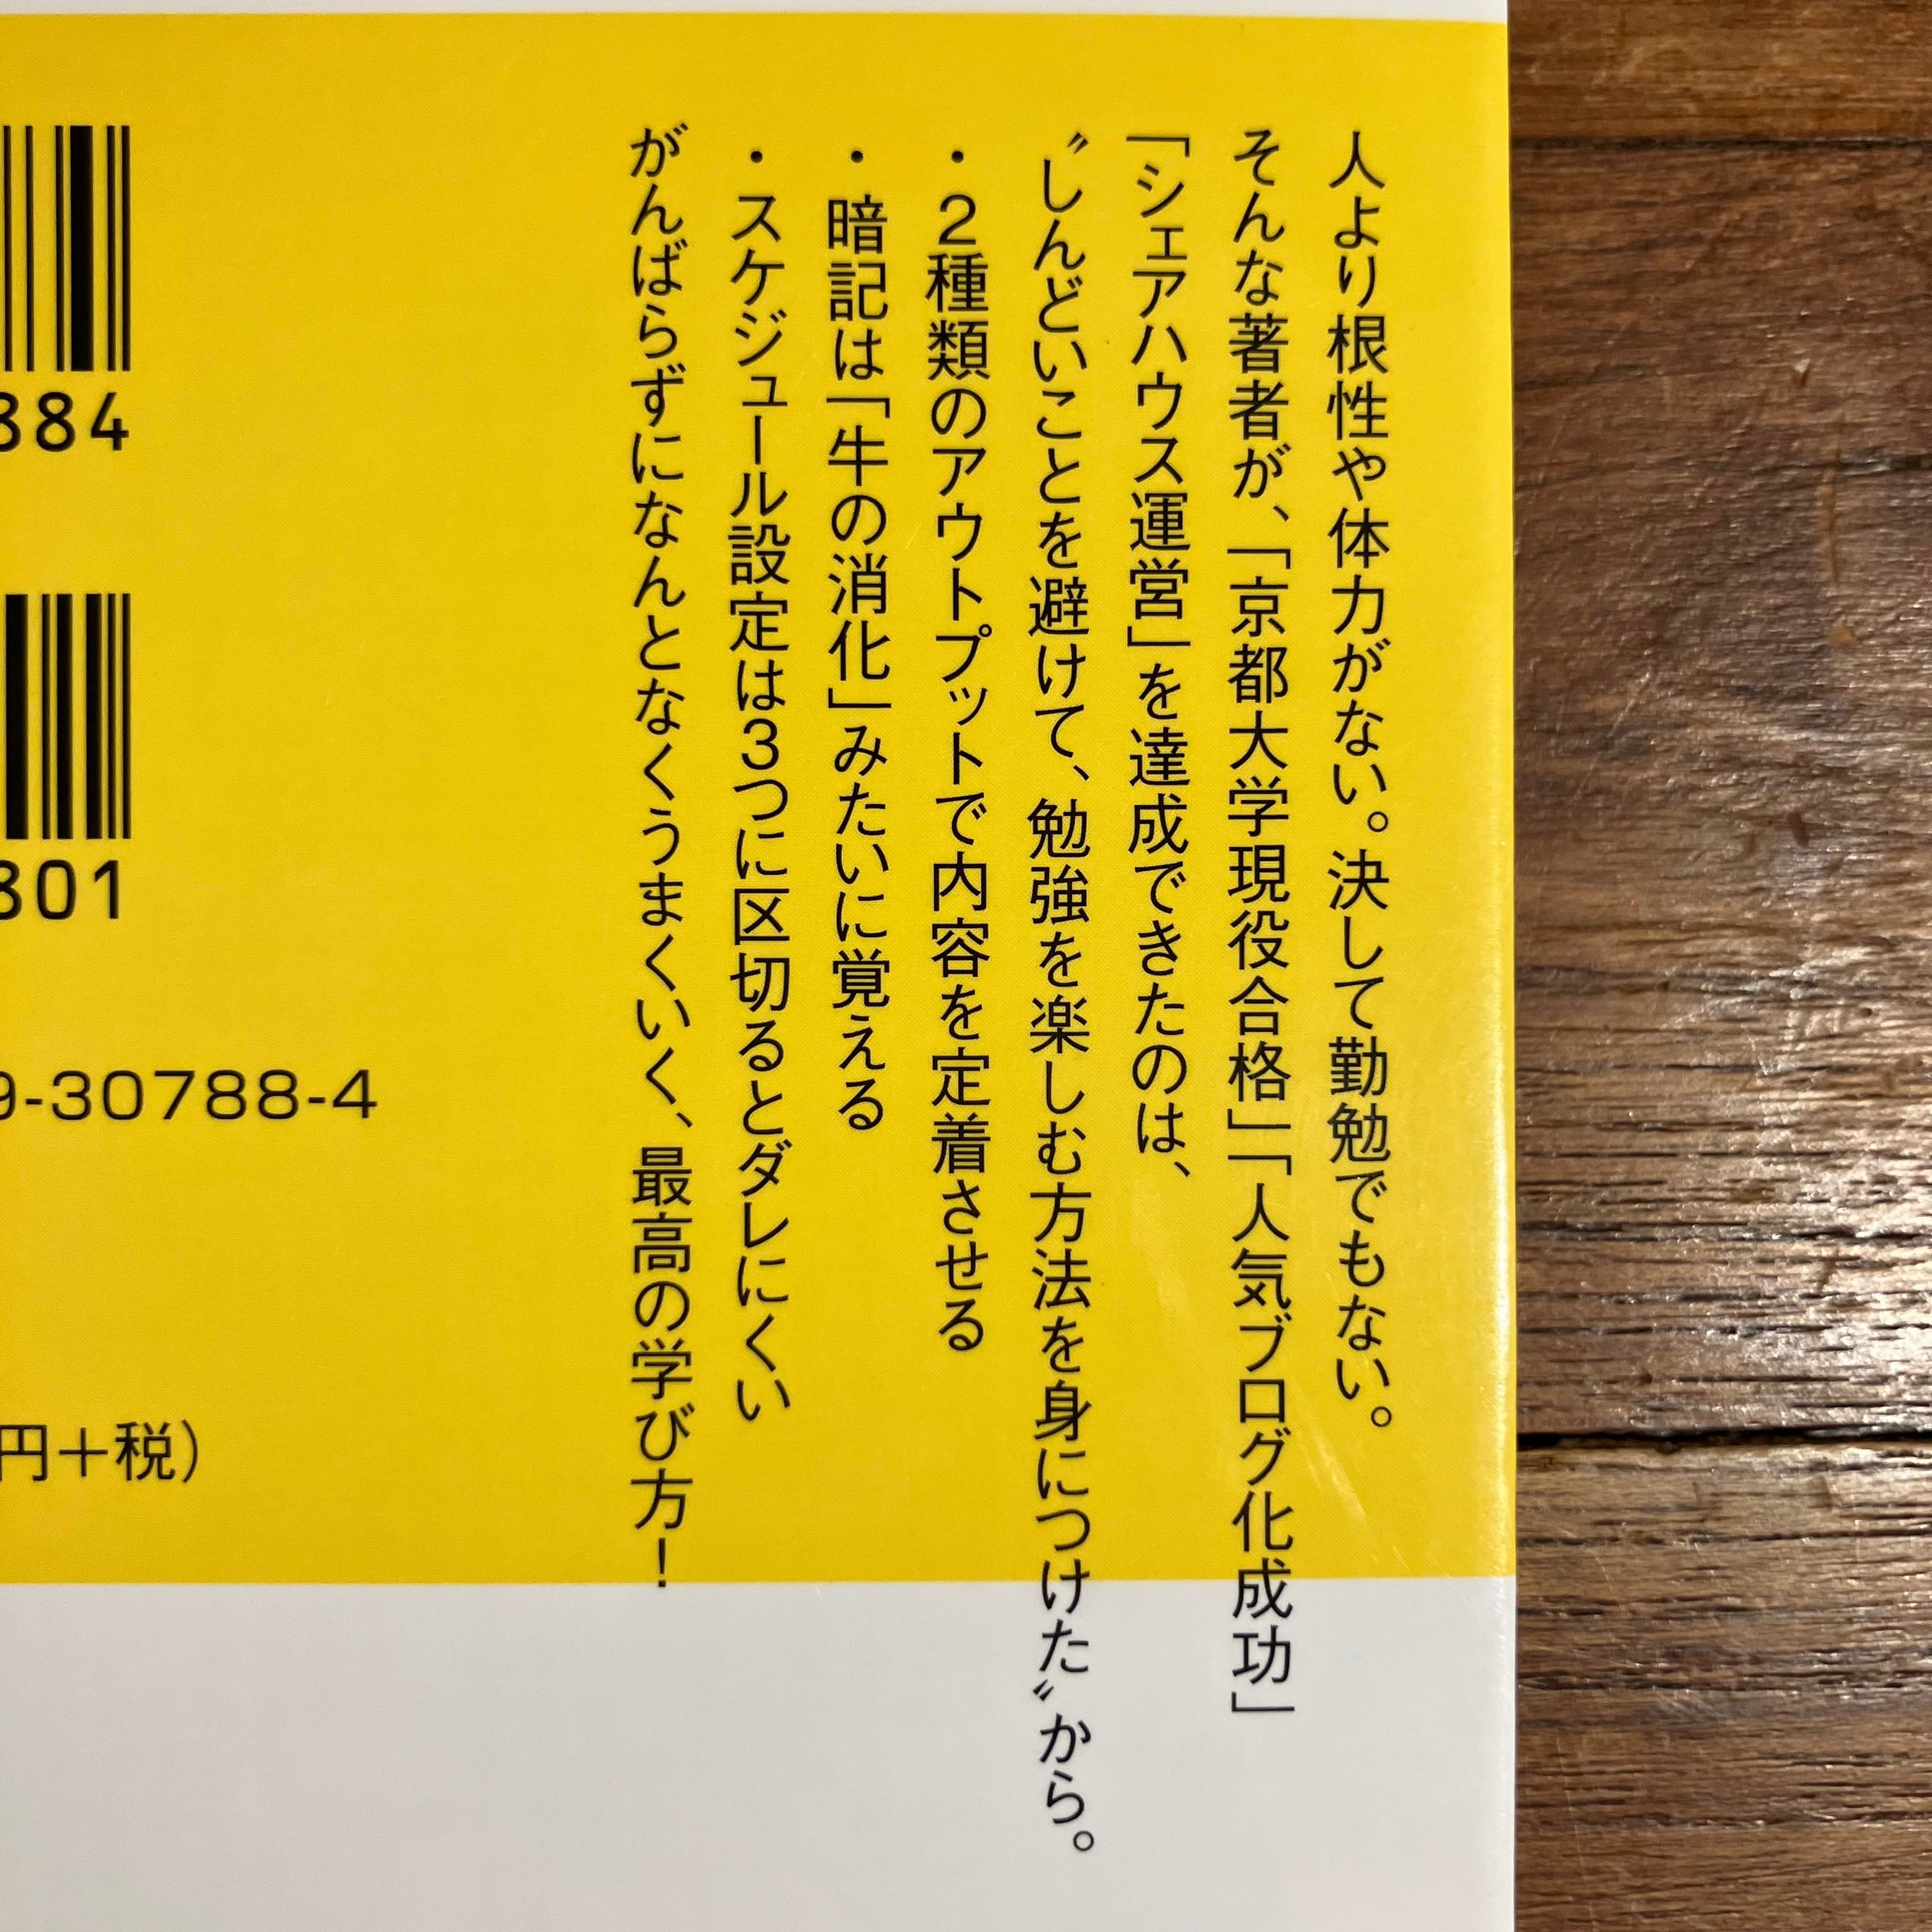 人より根性や体力がない。決して勤勉でもない。
そんな著者が、「京都大学現役合格」「人気ブログ化成功」
「シェアハウス運営」を達成できたのは、
〝しんどいことを避けて、勉強を楽しむ方法を身につけた〟から。
・2種類のアウトプットで内容を定着させる
・暗記は「牛の消化」みたいに覚える
・スケジュール設定は3つに区切るとダレにくい
がんばらずになんとなくうまくいく、最高の学び方！
884
801
9-30788-4
円+税)